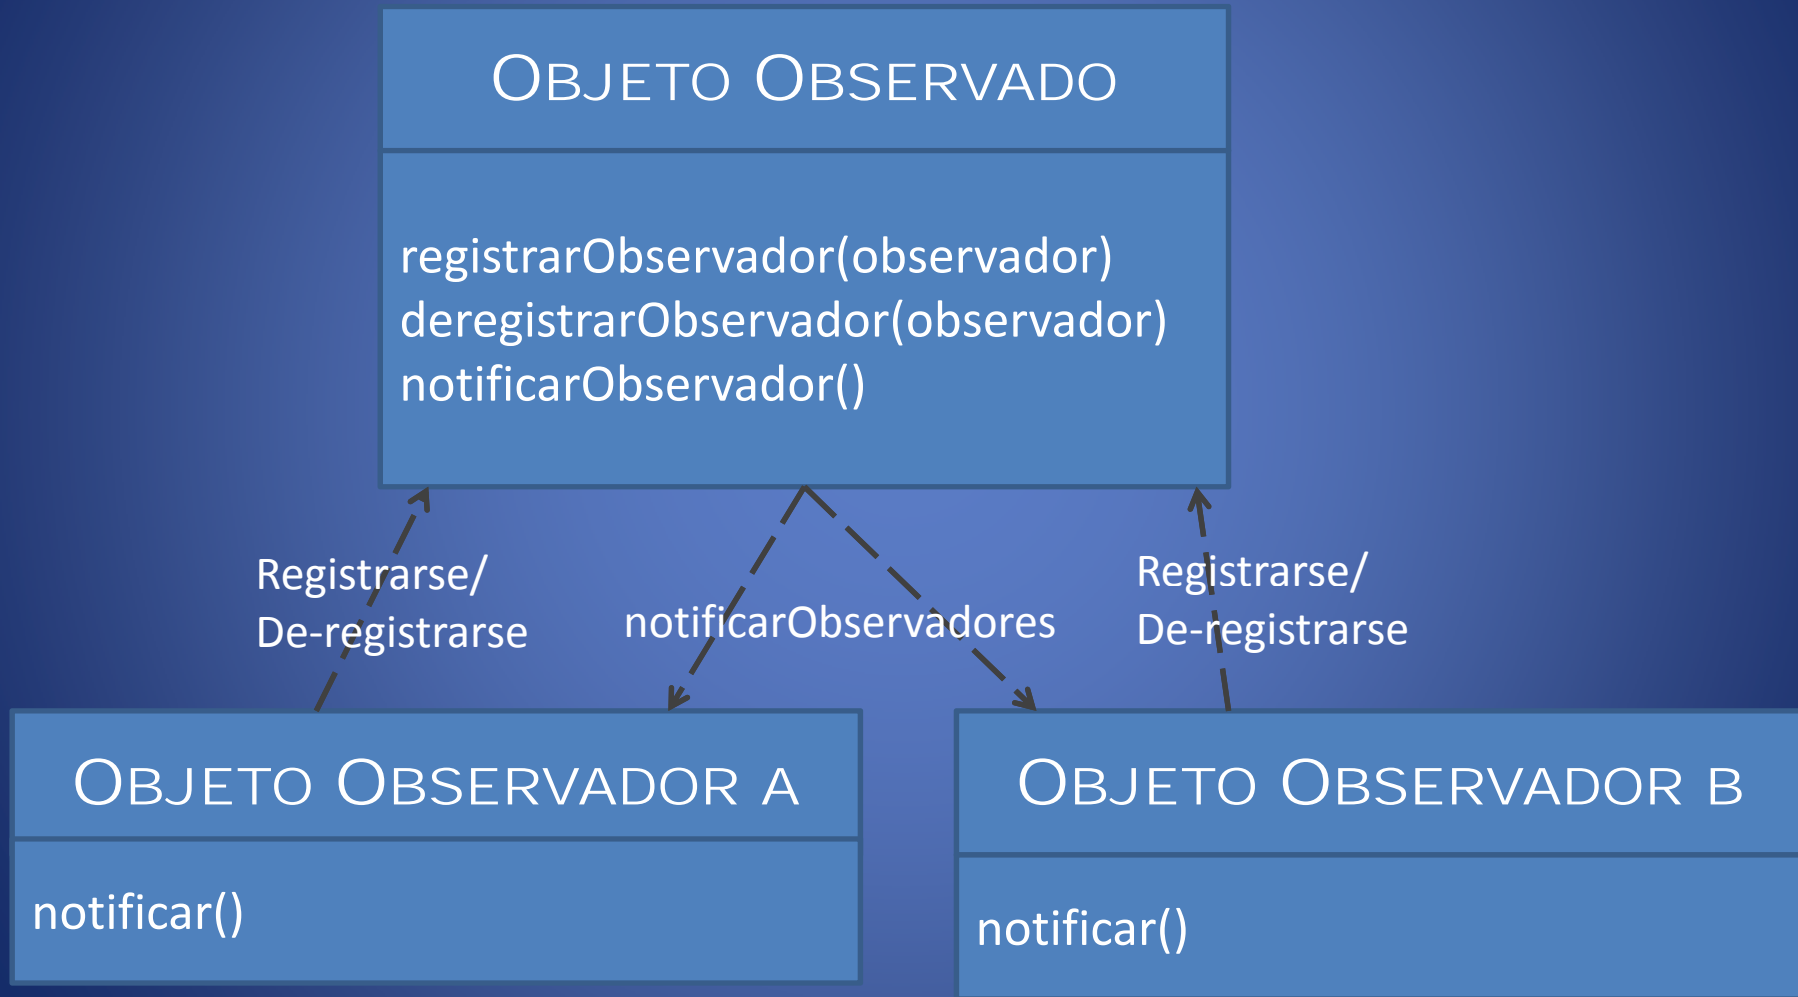 OBJETO OBSERVADO
registrarObservador(observador)
deregistrarObservador(observador)
notificarObservador()
Registrarse/
De-registrarse
notificarObservadores
Registrarse/
De-registrarse
OBJETO OBSERVADOR A
notificar()
OBJETO OBSERVADOR B
notificar()